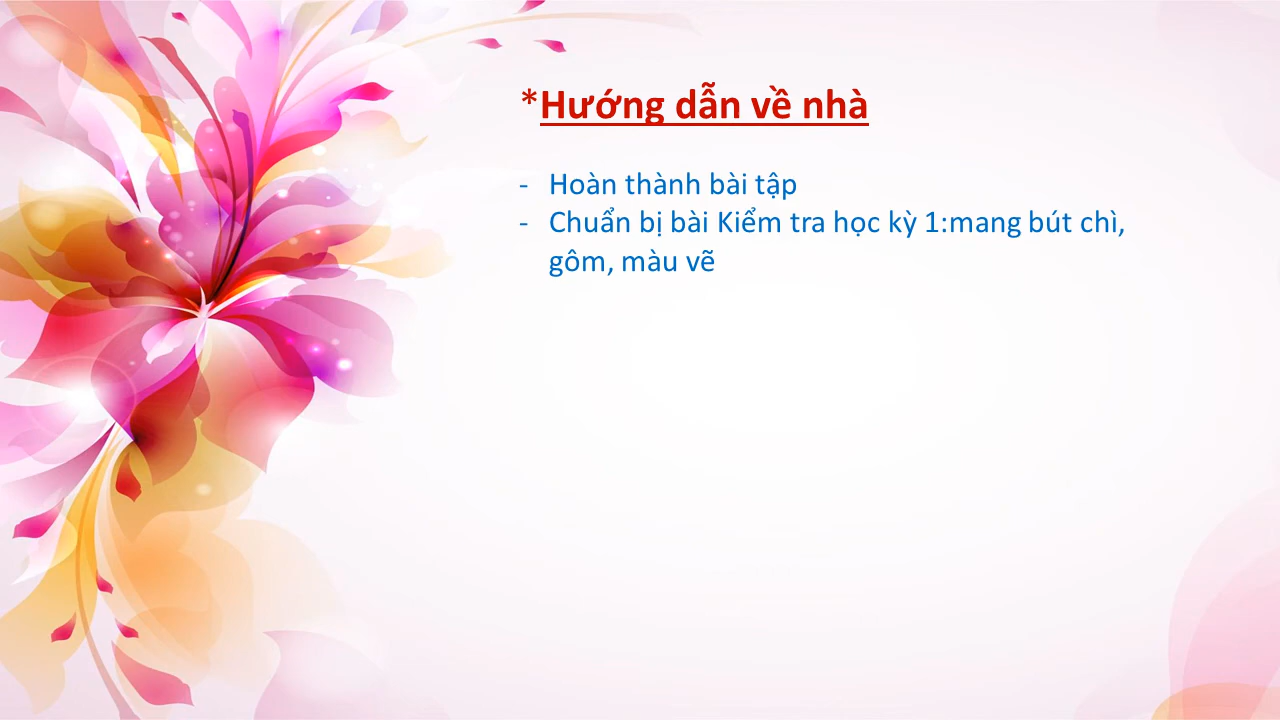 *Hướng dẫn về nhà
- Hoàn thành bài tập
- Chuẩn bị bài Kiểm tra học kỳ 1:mang bút chì,
gôm, màu vẽ